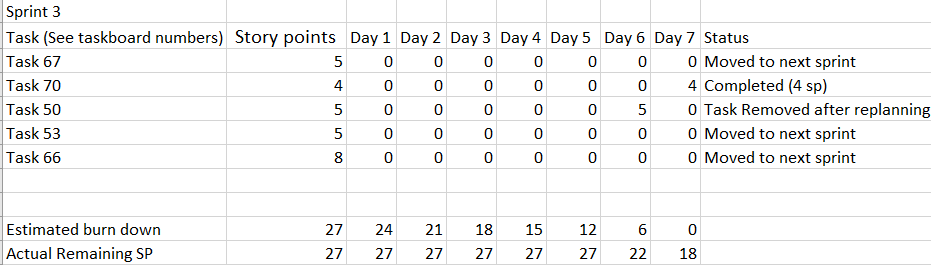 Sprint 3
Task (See taskboard numbers) Story points Day 1 Day 2 Day 3 Day 4 Day 5 Day 6 Day 7 Status
Task 67 5 0 0 0 0 0 0 0 Moved to next sprint
Task 70 4 0 0 0 0 0 0 4 Completed (4 sp)
Task 50 5 0 0 0 0 0 5 0 Task Removed after replanning
Task 53 5 0 0 0 0 0 0 0 Moved to next sprint
Task 66 8 0 0 0 0 0 0 0 Moved to next sprint
Estimated burn down 27 24 21 18 15 12 6 0
Actual Remaining SP 27 27 27 27 27 27 22 18